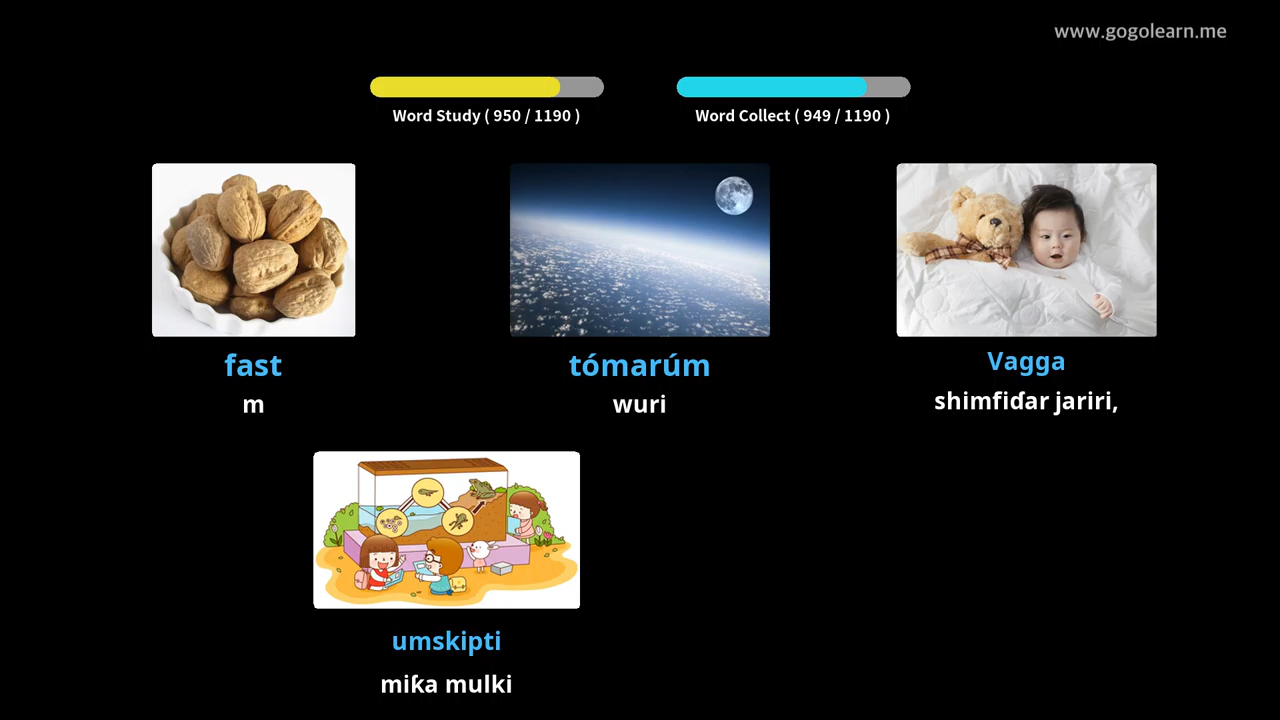 www.gogolearn.me
Word Study ( 950 / 1190 )
Word Collect ( 949 / 1190 )
fast
m
tómarúm
wuri
Vagga
shimfiɗar jariri,
umskipti
miƙa mulki